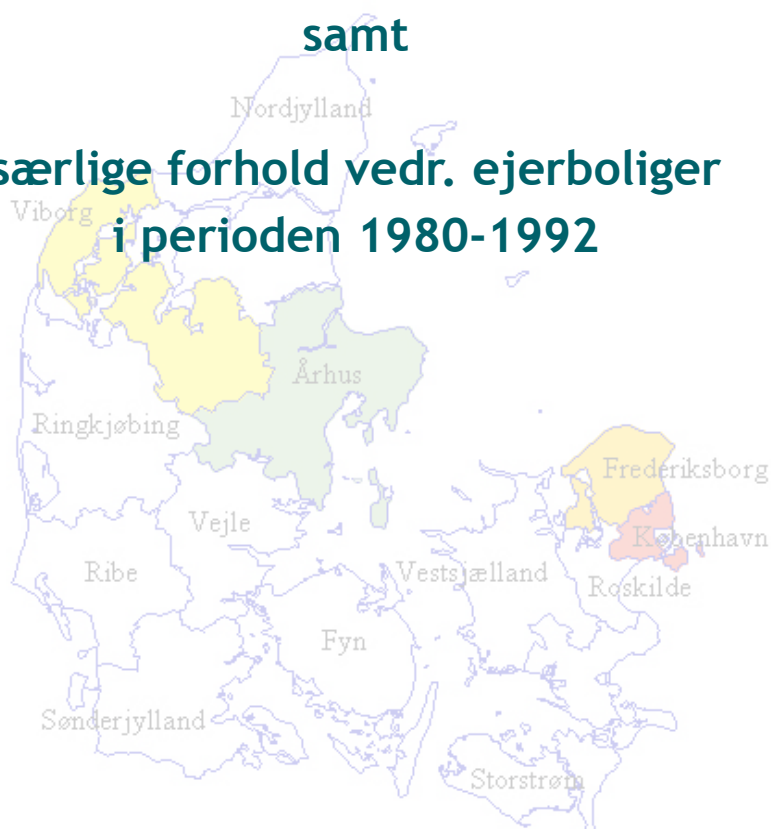 samt
Nordjylland
særlige forhold vedr. ejerboliger
Viborg
i perioden 1980-1992
Århus
Ringkjøbing
Frederiksborg
Vejle
København
Ribe
Vestsjælland
Roskilde
Fyn
Sønderjylland
Storstrøm